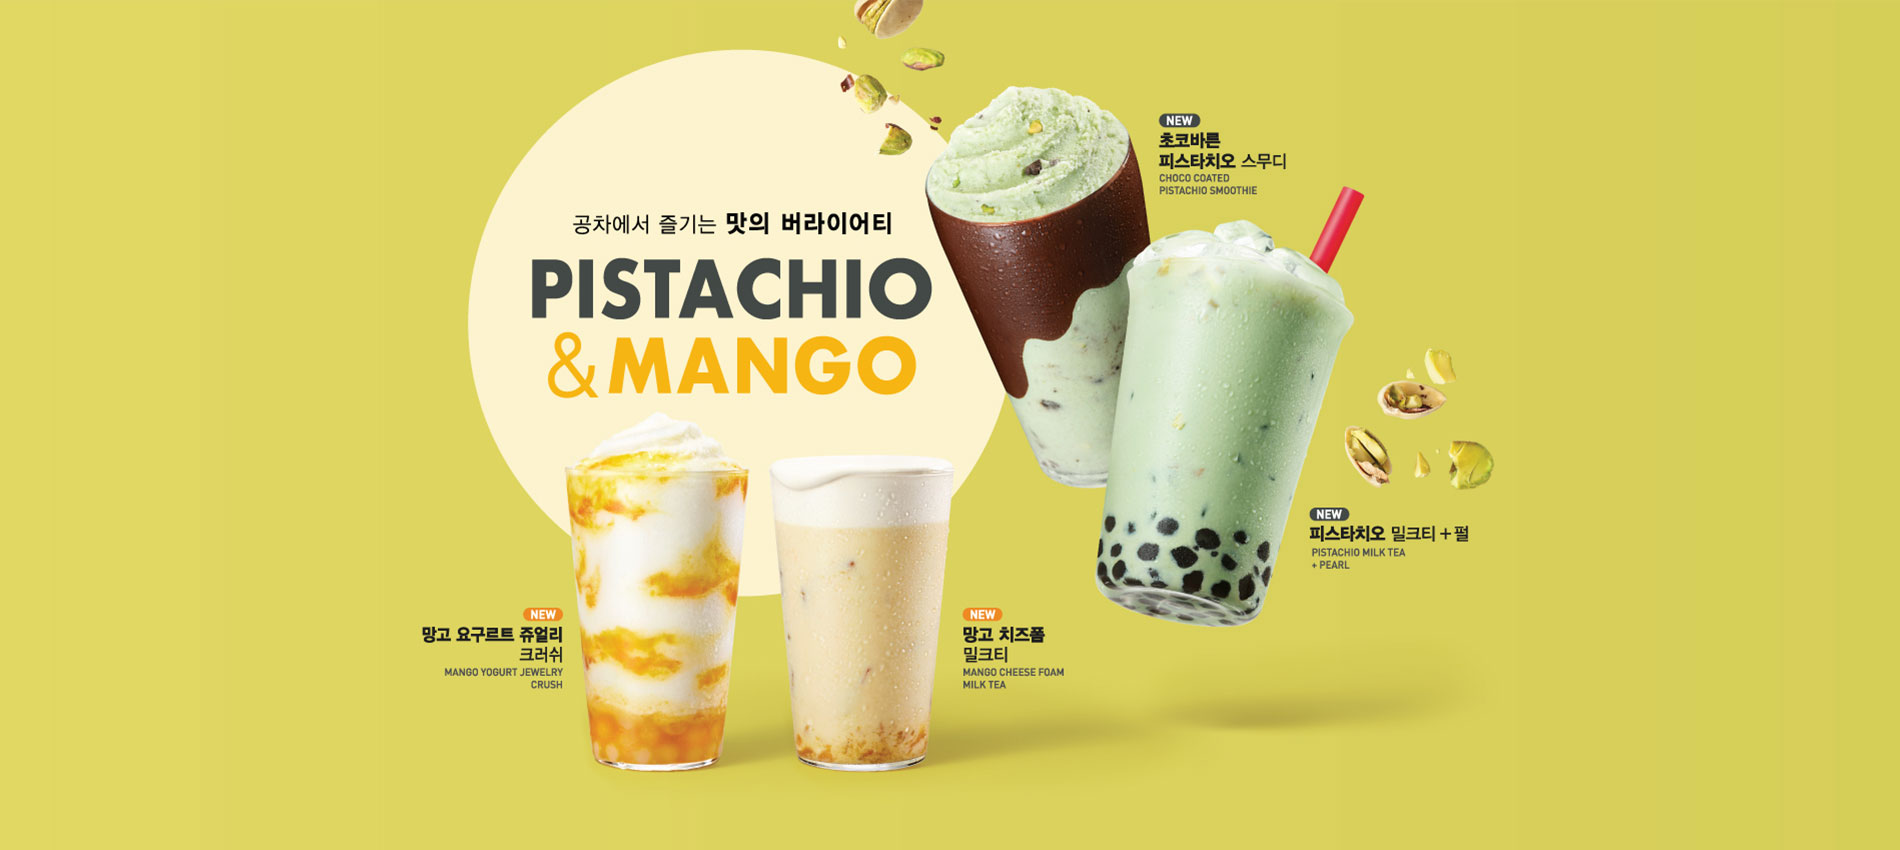 공차에서 즐기는 맛의 버라이어티
PISTACHIO
& MANGO
NEW
초코바른
피스타치오 스무디
CHOCO COATED
PISTACHIO SMOOTHIE
NEW
피스타치오 밀크티 + 펄
PISTACHIO MILK TEA
+ PEARL
NEW
망고 요구르트 쥬얼리
크러쉬
MANGO YOGURT JEWELRY
CRUSH
NEW
망고 치즈폼
밀크티
MANGO CHEESE FOAM
MILK TEA